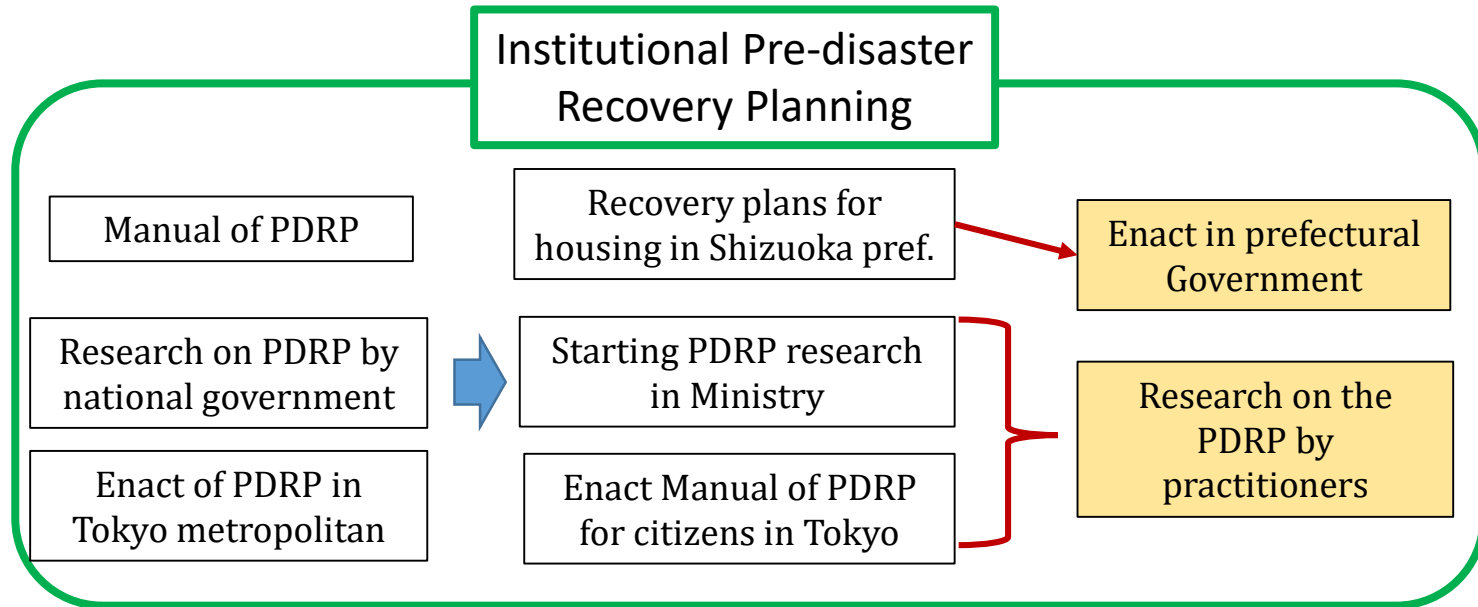 Institutional Pre-disaster
Recovery Planning
Manual of PDRP
Research on PDRP by
national government
Enact of PDRP in
Tokyo metropolitan
Recovery plans for
housing in Shizuoka pref.
Starting PDRP research
in Ministry
Enact Manual of PDRP
for citizens in Tokyo
Enact in prefectural
Government
Research on the
PDRP by
practitioners